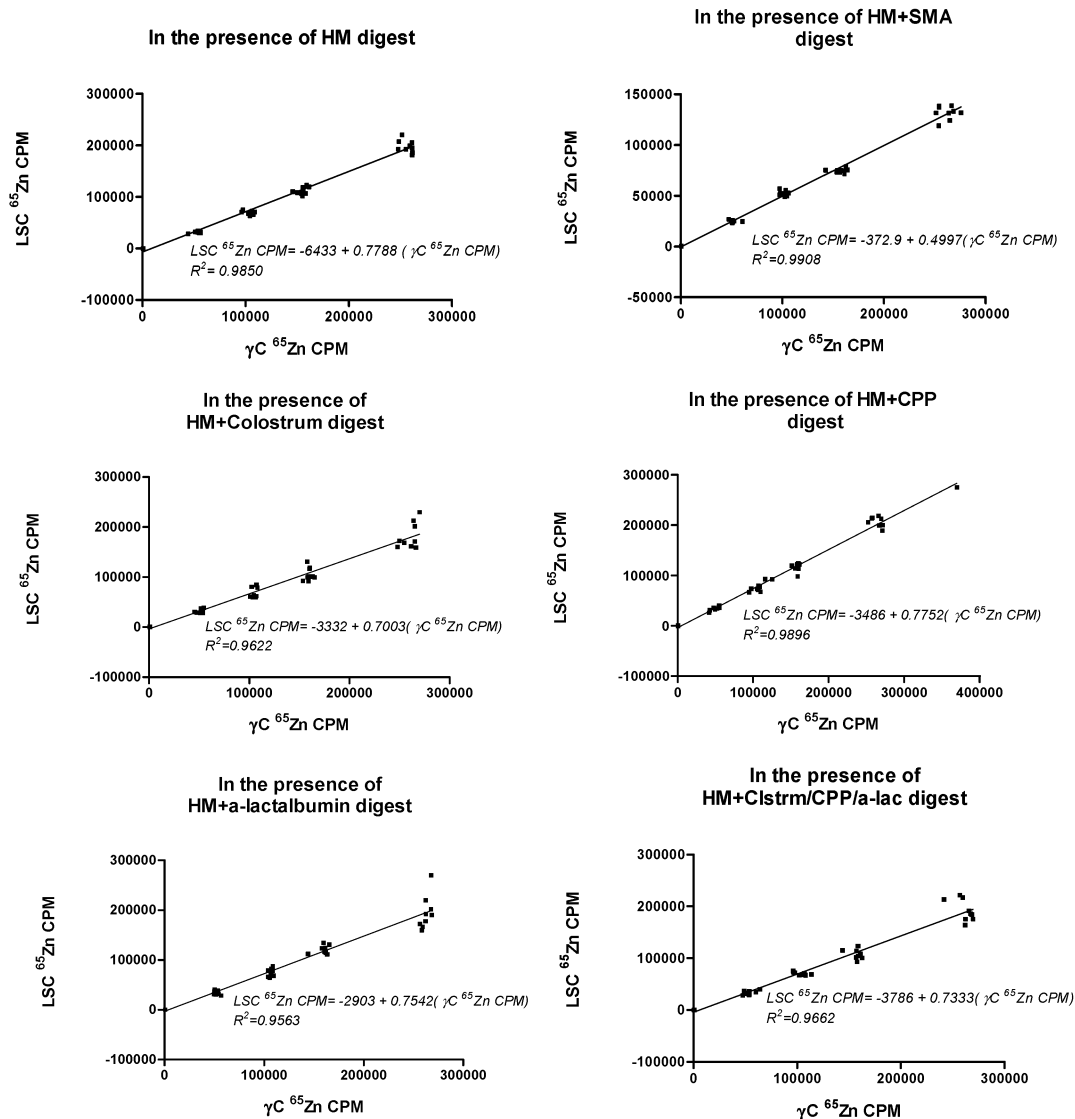 In the presence of HM digest
LSC ⁶⁵Zn CPM
300000
200000
100000
0
-100000
LSC ⁶⁵Zn CPM= -6433 + 0.7788 ( γC ⁶⁵Zn CPM)
R²= 0.9850
0 100000 200000 300000
γC ⁶⁵Zn CPM
In the presence of HM+SMA
digest
LSC ⁶⁵Zn CPM
150000
100000
50000
0
-50000
LSC ⁶⁵Zn CPM= -372.9 + 0.4997( γC ⁶⁵Zn CPM)
R²=0.9908
0 100000 200000 300000
γC ⁶⁵Zn CPM
In the presence of
HM+Colostrum digest
LSC ⁶⁵Zn CPM
300000
200000
100000
0
-100000
LSC ⁶⁵Zn CPM= -3332 + 0.7003( γC ⁶⁵Zn CPM)
R²=0.9622
0 100000 200000 300000
γC ⁶⁵Zn CPM
In the presence of HM+CPP
digest
LSC ⁶⁵Zn CPM
300000
200000
100000
0
-100000
LSC ⁶⁵Zn CPM= -3486 + 0.7752( γC ⁶⁵Zn CPM)
R²=0.9896
0 100000 200000 300000 400000
γC ⁶⁵Zn CPM
In the presence of
HM+a-lactalbumin digest
LSC ⁶⁵Zn CPM
300000
200000
100000
0
-100000
LSC ⁶⁵Zn CPM= -2903 + 0.7542( γC ⁶⁵Zn CPM)
R²=0.9563
0 100000 200000 300000
γC ⁶⁵Zn CPM
In the presence of
HM+Clstrm/CPP/a-lac digest
LSC ⁶⁵Zn CPM
300000
200000
100000
0
-100000
LSC ⁶⁵Zn CPM= -3786 + 0.7333( γC ⁶⁵Zn CPM)
R²=0.9662
0 100000 200000 300000
γC ⁶⁵Zn CPM